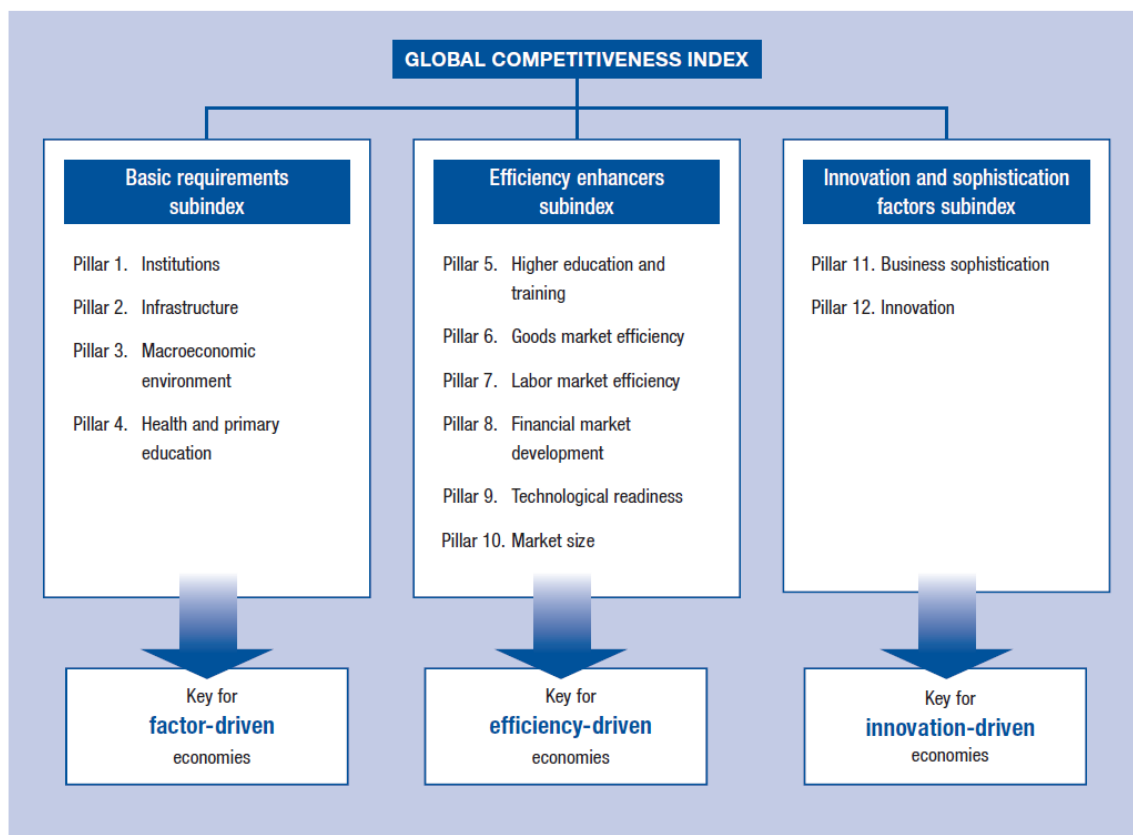 GLOBAL COMPETITIVENESS INDEX
Basic requirements
subindex
Pillar 1. Institutions
Pillar 2. Infrastructure
Pillar 3. Macroeconomic
environment
Pillar 4. Health and primary
education
Key for
factor-driven
economies
Efficiency enhancers
subindex
Pillar 5. Higher education and
training
Pillar 6. Goods market efficiency
Pillar 7. Labor market efficiency
Pillar 8. Financial market
development
Pillar 9. Technological readiness
Pillar 10. Market size
Key for
efficiency-driven
economies
Innovation and sophistication
factors subindex
Pillar 11. Business sophistication
Pillar 12. Innovation
Key for
innovation-driven
economies